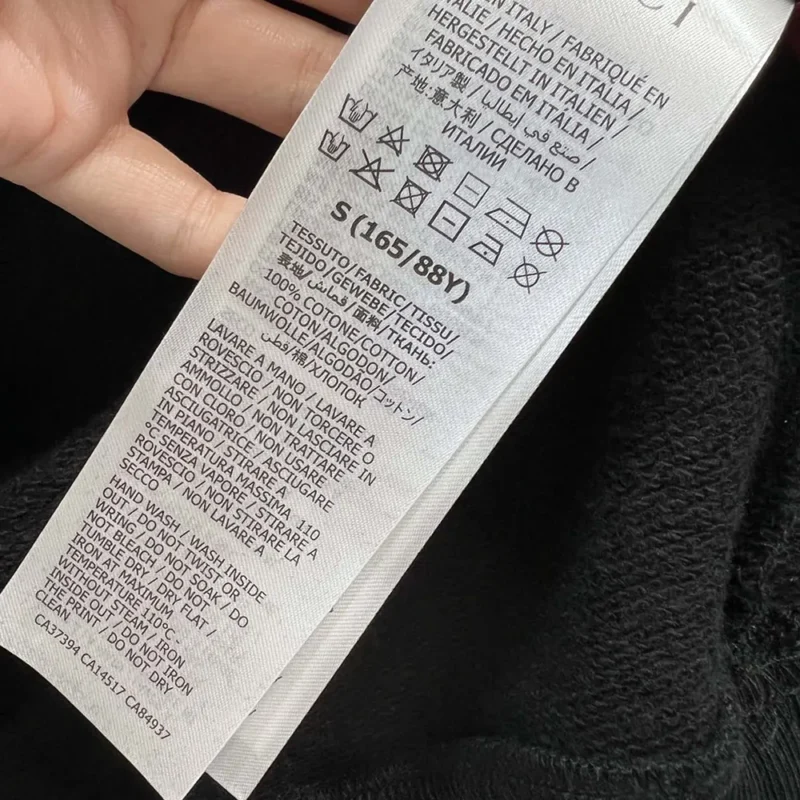 CI
IN ITALY / FABRIQUÉ EN
ITALIE / HECHO EN ITALIA /
HERGESTELLT IN ITALIEN /
FABRICADO EM ITALIA /
イタリア製 / صنع في إيطاليا /
产地:意大利 / СДЕЛАНО В
ИТАЛИИ
S (165/88Y)
TESSUTO/FABRIC/TISSU/
TEJIDO/GEWEBE/TECIDO/
表地/قماش/面料/ТКАНЬ:
100% COTONE/COTTON/
COTON/ALGODON/
BAUMWOLLE/ALGODÃO/コットン/
قطن/棉/ХЛОПОК
LAVARE A MANO / LAVARE A
ROVESCIO / NON TORCERE O
STRIZZARE / NON LASCIARE IN
AMMOLLO / NON TRATTARE
CON CLORO / NON USARE
ASCIUGATRICE / ASCIUGARE
IN PIANO / STIRARE A
TEMPERATURA MASSIMA 110
°C SENZA VAPORE / STIRARE A
ROVESCIO / NON STIRARE LA
STAMPA / NON LAVARE A
SECCO
HAND WASH / WASH INSIDE
OUT / DO NOT TWIST OR
WRING / DO NOT SOAK / DO
NOT BLEACH / DO NOT
TUMBLE DRY / DRY FLAT /
IRON AT MAXIMUM
TEMPERATURE 110°C -
WITHOUT STEAM / IRON
INSIDE OUT / DO NOT IRON
THE PRINT / DO NOT DRY
CLEAN
CA37394 CA14517 CA84937